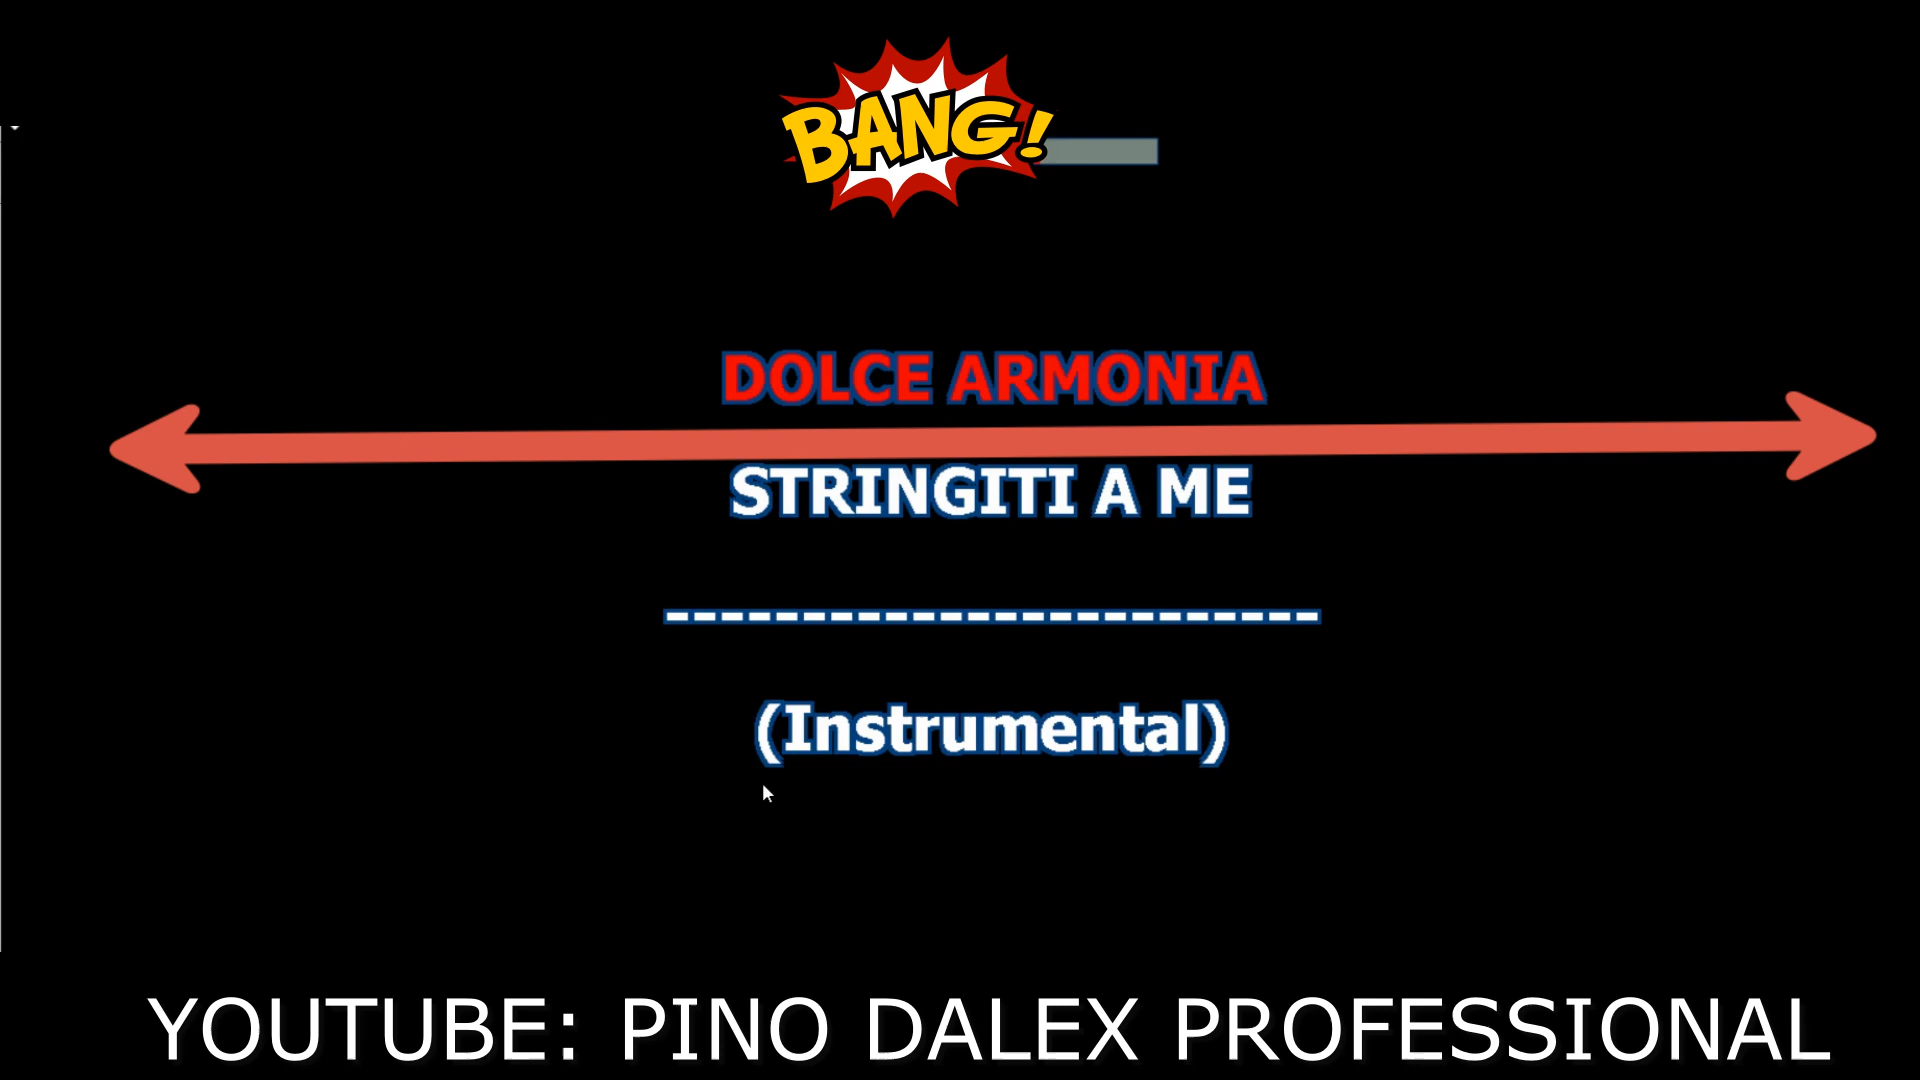 BANG!
DOLCE ARMONIA
STRINGITI A ME
------------------------
(Instrumental)
YOUTUBE: PINO DALEX PROFESSIONAL